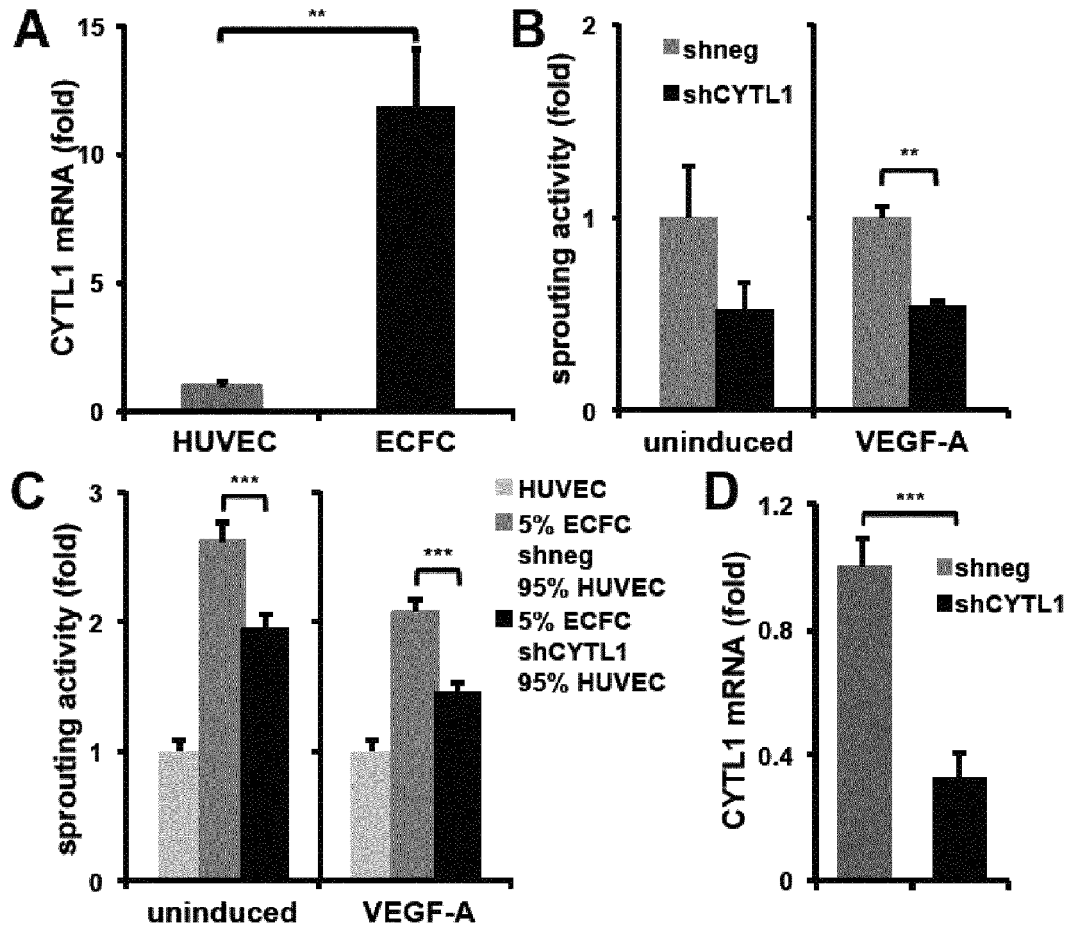 A
CYTL1 mRNA (fold)
15
10
5
0
**
HUVEC
ECFC
B
sprouting activity (fold)
2
1
0
shneg
shCYTL1
**
uninduced
VEGF-A
C
sprouting activity (fold)
3
2
1
0
***
***
uninduced
VEGF-A
HUVEC
5% ECFC
shneg
95% HUVEC
5% ECFC
shCYTL1
95% HUVEC
D
CYTL1 mRNA (fold)
1.2
0.8
0.4
0
***
shneg
shCYTL1